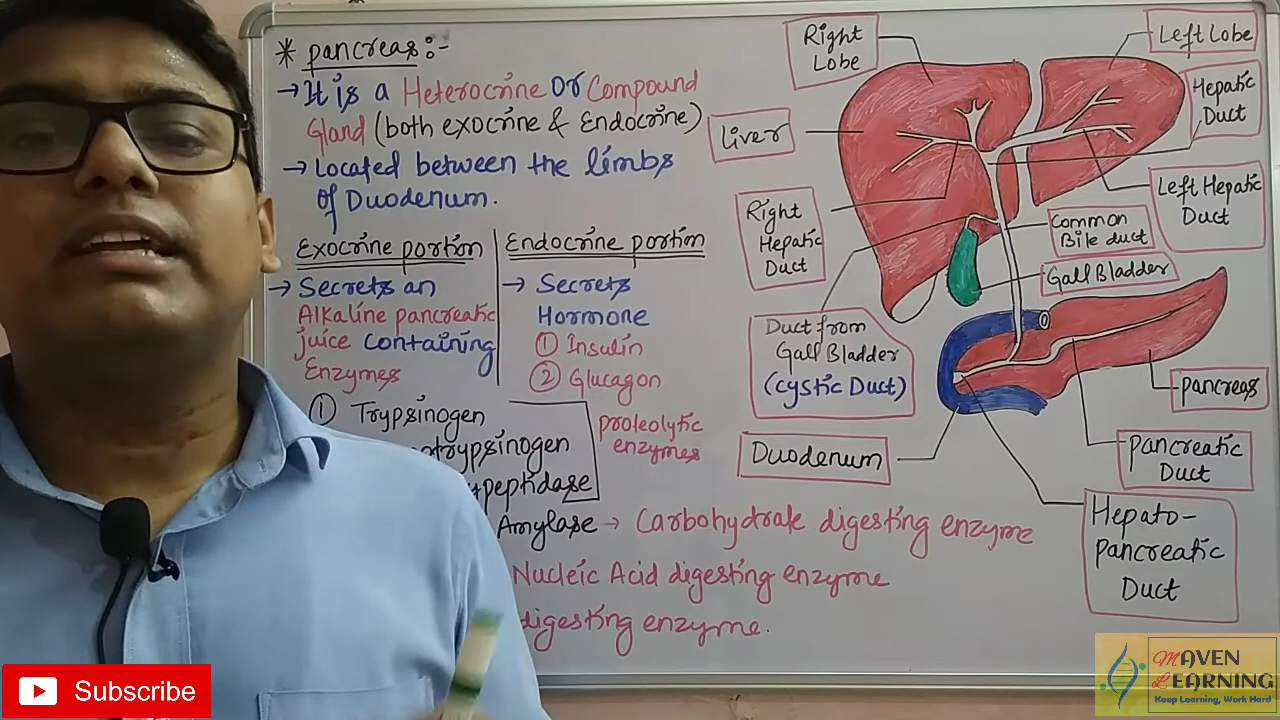 * pancreas:-
→ It is a Heterocrine or Compound
Gland (both exocrine & Endocrine)
→ Located between the limbs
of Duodenum.
Exocrine portion
→ Secrets an
Alkaline pancreatic
juice containing
Enzymes
① Trypsinogen
Endocrine portion
→ Secrets
Hormone
① Insulin
② Glucagon
proteolytic
enzymes
Amylase → Carbohydrate digesting enzyme
Nucleic Acid digesting enzyme
digesting enzyme.
Right
Lobe
Left Lobe
Hepatic
Duct
Liver
Left Hepatic
Duct
Right
Hepatic
Duct
Common
Bile duct
Gall Bladder
Duct from
Gall Bladder
(cystic Duct)
pancreas
Duodenum
pancreatic
Duct
Hepato-
pancreatic
Duct
MAVEN
LEARNING
Keep Learning, Work Hard
Subscribe